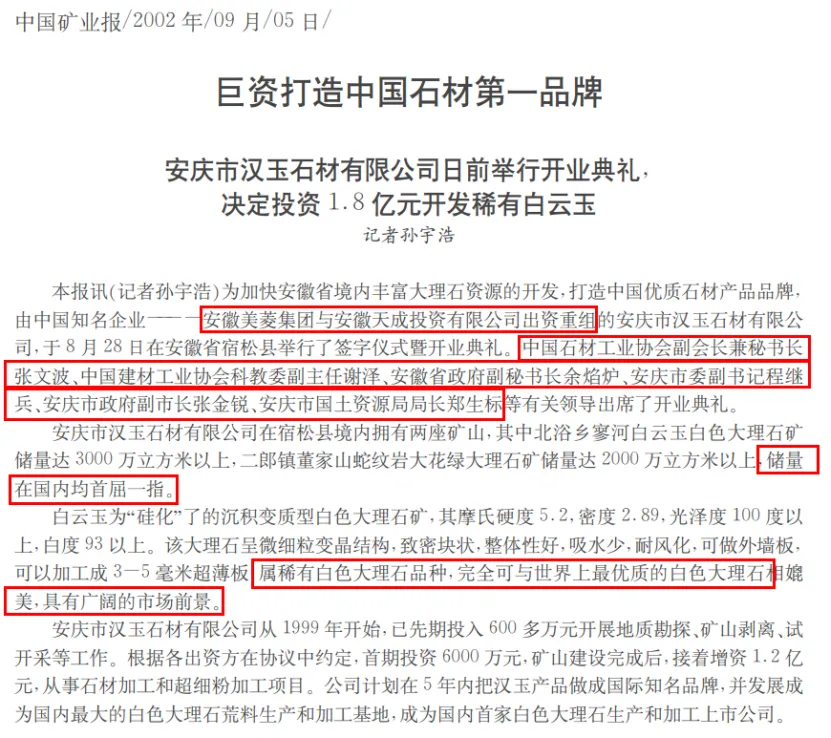 中国矿业报/2002 年/09 月/05 日/
巨资打造中国石材第一品牌
安庆市汉玉石材有限公司日前举行开业典礼,
决定投资 1.8 亿元开发稀有白云玉
记者孙宇浩
本报讯(记者孙宇浩)为加快安徽省境内丰富大理石资源的开发,打造中国优质石材产品品牌,
由中国知名企业———安徽美菱集团与安徽天成投资有限公司出资重组的安庆市汉玉石材有限公
司,于 8 月 28 日在安徽省宿松县举行了签字仪式暨开业典礼。中国石材工业协会副会长兼秘书长
张文波、中国建材工业协会科教委副主任谢泽、安徽省政府副秘书长余焰炉、安庆市委副书记程继
兵、安庆市政府副市长张金锐、安庆市国土资源局局长郑生标等有关领导出席了开业典礼。
安庆市汉玉石材有限公司在宿松县境内拥有两座矿山,其中北浴乡寥河白云玉白色大理石矿
储量达 3000 万立方米以上,二郎镇董家山蛇纹岩大花绿大理石矿储量达 2000 万立方米以上,储量
在国内均首屈一指。
白云玉为“硅化”了的沉积变质型白色大理石矿,其摩氏硬度 5.2,密度 2.89,光泽度 100 度以
上,白度 93 以上。该大理石呈微细粒变晶结构,致密块状,整体性好,吸水少,耐风化,可做外墙板,
可以加工成 3—5 毫米超薄板,属稀有白色大理石品种,完全可与世界上最优质的白色大理石相媲
美,具有广阔的市场前景。
安庆市汉玉石材有限公司从 1999 年开始,已先期投入 600 多万元开展地质勘探、矿山剥离、试
开采等工作。根据各出资方在协议中约定,首期投资 6000 万元,矿山建设完成后,接着增资 1.2 亿
元,从事石材加工和超细粉加工项目。公司计划在 5 年内把汉玉产品做成国际知名品牌,并发展成
为国内最大的白色大理石荒料生产和加工基地,成为国内首家白色大理石生产和加工上市公司。